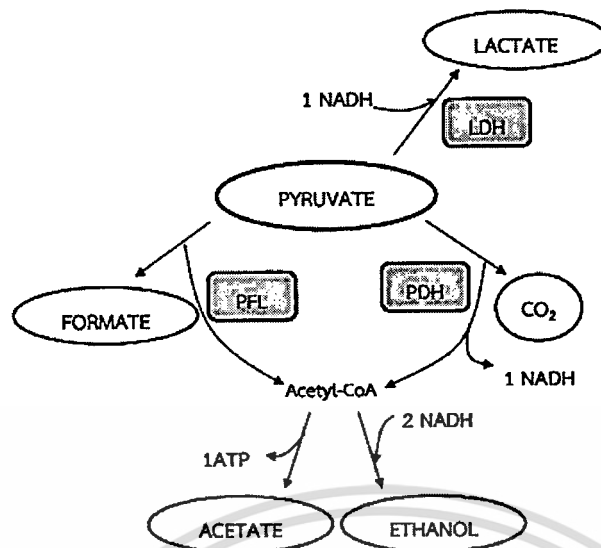 LACTATE
1 NADH
LDH
PYRUVATE
PFL
PDH
FORMATE
CO₂
1 NADH
Acetyl-CoA
2 NADH
1ATP
ACETATE
ETHANOL